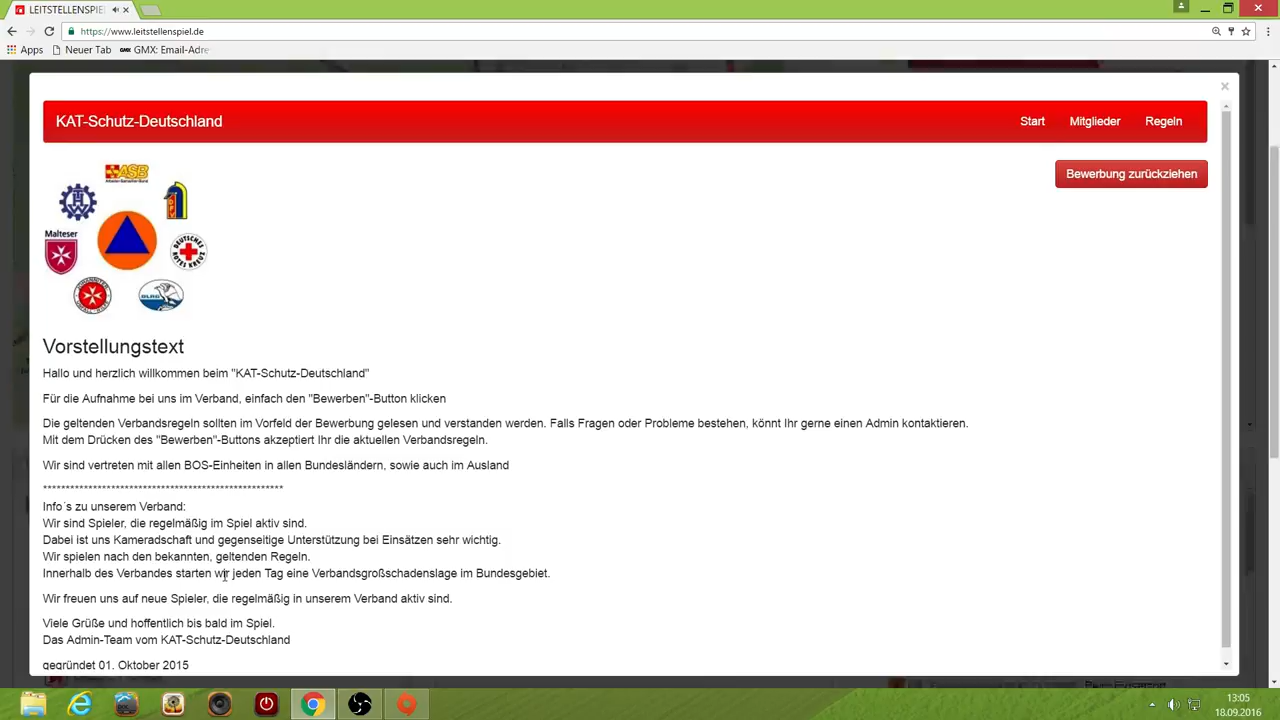 LEITSTELLENSPIE
https://www.leitstellenspiel.de
Apps Neuer Tab GMX GMX: Email-Adre
×
KAT-Schutz-Deutschland Start Mitglieder Regeln
Bewerbung zurückziehen
ASB
Malteser
DEUTSCHES ROTES KREUZ
DLRG
Vorstellungstext
Hallo und herzlich willkommen beim "KAT-Schutz-Deutschland"
Für die Aufnahme bei uns im Verband, einfach den "Bewerben"-Button klicken
Die geltenden Verbandsregeln sollten im Vorfeld der Bewerbung gelesen und verstanden werden. Falls Fragen oder Probleme bestehen, könnt Ihr gerne einen Admin kontaktieren.
Mit dem Drücken des "Bewerben"-Buttons akzeptiert Ihr die aktuellen Verbandsregeln.
Wir sind vertreten mit allen BOS-Einheiten in allen Bundesländern, sowie auch im Ausland
*****************************************************
Info´s zu unserem Verband:
Wir sind Spieler, die regelmäßig im Spiel aktiv sind.
Dabei ist uns Kameradschaft und gegenseitige Unterstützung bei Einsätzen sehr wichtig.
Wir spielen nach den bekannten, geltenden Regeln.
Innerhalb des Verbandes starten wir jeden Tag eine Verbandsgroßschadenslage im Bundesgebiet.
Wir freuen uns auf neue Spieler, die regelmäßig in unserem Verband aktiv sind.
Viele Grüße und hoffentlich bis bald im Spiel.
Das Admin-Team vom KAT-Schutz-Deutschland
gegründet 01. Oktober 2015
13:05
18.09.2016